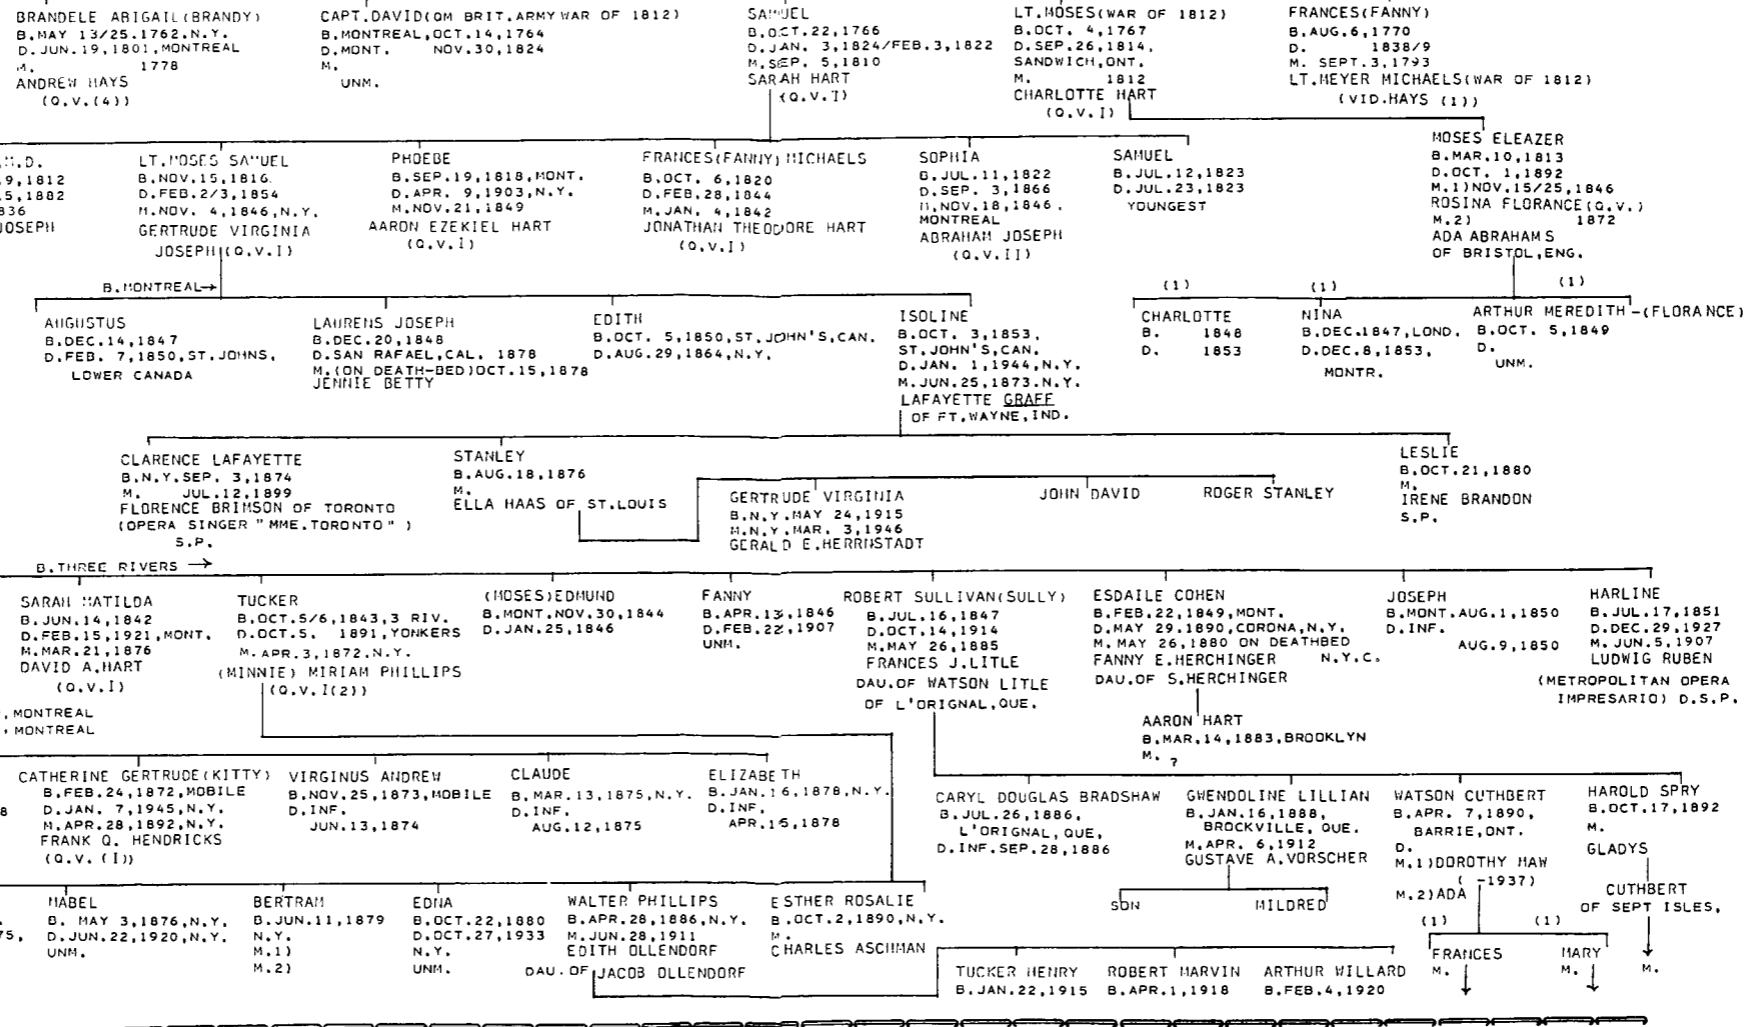 BRANDELE ABIGAIL(BRANDY)
B.MAY 13/25.1762.N.Y.
D.JUN.19,1801,MONTREAL
M. 1778
ANDREW HAYS
(Q.V.(4))
CAPT.DAVID(QM BRIT.ARMY WAR OF 1812)
B.MONTREAL,OCT.14,1764
D.MONT. NOV.30,1824
M.
UNM.
SAMUEL
B.OCT.22,1766
D.JAN. 3,1824/FEB.3,1822
M.SEP. 5,1810
SARAH HART
(Q.V.I)
LT.MOSES(WAR OF 1812)
B.OCT. 4,1767
D.SEP.26,1814,
SANDWICH,ONT.
M. 1812
CHARLOTTE HART
(Q.V.I)
FRANCES(FANNY)
B.AUG.6,1770
D. 1838/9
M. SEPT.3,1793
LT.MEYER MICHAELS(WAR OF 1812)
(VID.HAYS (1))
.M.D.
9,1812
5,1882
836
JOSEPH
LT.MOSES SAMUEL
B.NOV.15,1816.
D.FEB.2/3,1854
M.NOV. 4,1846,N.Y.
GERTRUDE VIRGINIA
JOSEPH(Q.V.I)
PHOEBE
B.SEP.19,1818,MONT.
D.APR. 9,1903,N.Y.
M.NOV.21,1849
AARON EZEKIEL HART
(Q.V.I)
FRANCES(FANNY)MICHAELS
B.OCT. 6,1820
D.FEB.28,1844
M.JAN. 4,1842
JONATHAN THEODORE HART
(Q.V.I)
SOPHIA
B.JUL.11,1822
D.SEP. 3,1866
M.NOV.18,1846.
MONTREAL
ABRAHAM JOSEPH
(Q.V.II)
SAMUEL
B.JUL.12,1823
D.JUL.23,1823
YOUNGEST
MOSES ELEAZER
B.MAR.10,1813
D.OCT. 1,1892
M.1)NOV.15/25,1846
ROSINA FLORANCE(Q.V.)
M.2) 1872
ADA ABRAHAMS
OF BRISTOL,ENG.
B.MONTREAL→
AUGUSTUS
B.DEC.14,1847
D.FEB. 7,1850,ST.JOHNS,
LOWER CANADA
LAURENS JOSEPH
B.DEC.20,1848
D.SAN RAFAEL,CAL. 1878
M.(ON DEATH-BED)OCT.15,1878
JENNIE BETTY
EDITH
B.OCT. 5,1850,ST.JOHN'S,CAN.
D.AUG.29,1864,N.Y.
ISOLINE
B.OCT. 3,1853,
ST.JOHN'S,CAN.
D.JAN. 1,1944,N.Y.
M.JUN.25,1873.N.Y.
LAFAYETTE GRAFF
OF FT.WAYNE,IND.
(1)
CHARLOTTE
B. 1848
D. 1853
(1)
NINA
B.DEC.1847,LOND.
D.DEC.8,1853,
MONTR.
(1)
ARTHUR MEREDITH-(FLORANCE)
B.OCT. 5,1849
D.
UNM.
CLARENCE LAFAYETTE
B.N.Y.SEP. 3,1874
M. JUL.12,1899
FLORENCE BRIMSON OF TORONTO
(OPERA SINGER "MME.TORONTO" )
S.P.
STANLEY
B.AUG.18,1876
M.
ELLA HAAS OF ST.LOUIS
GERTRUDE VIRGINIA
B.N.Y.MAY 24,1915
M.N.Y.MAR. 3,1946
GERALD E.HERRNSTADT
JOHN DAVID
ROGER STANLEY
LESLIE
B.OCT.21,1880
M.
IRENE BRANDON
S.P.
B.THREE RIVERS →
SARAH MATILDA
B.JUN.14,1842
D.FEB.15,1921,MONT.
M.MAR.21,1876
DAVID A.HART
(Q.V.I)
TUCKER
B.OCT.5/6,1843,3 RIV.
D.OCT.5. 1891,YONKERS
M.APR.3,1872.N.Y.
(MINNIE) MIRIAM PHILLIPS
(Q.V.I(2))
(MOSES)EDMUND
B.MONT.NOV.30,1844
D.JAN.25,1846
FANNY
B.APR.13,1846
D.FEB.22,1907
UNM.
ROBERT SULLIVAN(SULLY)
B.JUL.16,1847
D.OCT.14,1914
M.MAY 26,1885
FRANCES J.LITLE
DAU.OF WATSON LITLE
OF L'ORIGNAL,QUE.
ESDAILE COHEN
B.FEB.22,1849,MONT.
D.MAY 29.1890,CORONA,N.Y.
M. MAY 26,1880 ON DEATHBED
FANNY E.HERCHINGER N.Y.C.
DAU.OF S.HERCHINGER
AARON HART
B.MAR.14,1883,BROOKLYN
M. ?
JOSEPH
B.MONT.AUG.1,1850
D.INF.
AUG.9,1850
HARLINE
B.JUL.17,1851
D.DEC.29,1927
M. JUN.5,1907
LUDWIG RUBEN
(METROPOLITAN OPERA
IMPRESARIO) D.S.P.
,MONTREAL
,MONTREAL
8
CATHERINE GERTRUDE(KITTY)
B.FEB.24,1872,MOBILE
D.JAN. 7,1945,N.Y.
M.APR.28,1892,N.Y.
FRANK Q. HENDRICKS
(Q.V.(I))
VIRGINUS ANDREW
B.NOV.25,1873,MOBILE
D.INF.
JUN.13,1874
CLAUDE
B.MAR.13,1875,N.Y.
D.INF.
AUG.12,1875
ELIZABETH
B.JAN.16,1878,N.Y.
D.INF.
APR.15,1878
CARYL DOUGLAS BRADSHAW
B.JUL.26,1886,
L'ORIGNAL,QUE,
D.INF.SEP.28,1886
GWENDOLINE LILLIAN
B.JAN.16,1888,
BROCKVILLE, QUE.
M.APR. 6,1912
GUSTAVE A.VORSCHER
SON
MILDRED
WATSON CUTHBERT
B.APR. 7,1890,
BARRIE,ONT.
D.
M.1)DOROTHY HAW
( -1937)
M.2)ADA
(1) (1)
FRANCES
M.
MARY
M.
HAROLD SPRY
B.OCT.17,1892
M.
GLADYS
CUTHBERT
OF SEPT ISLES,
M.
75,
MABEL
B. MAY 3,1876,N.Y.
D.JUN.22,1920,N.Y.
UNM.
BERTRAM
B.JUN.11,1879
N.Y.
M.1)
M.2)
EDNA
B.OCT.22,1880
D.OCT.27,1933
N.Y.
UNM.
WALTER PHILLIPS
B.APR.28,1886,N.Y.
M.JUN.28,1911
EDITH OLLENDORF
DAU.OF JACOB OLLENDORF
ESTHER ROSALIE
B.OCT.2,1890,N.Y.
M.
CHARLES ASCHMAN
TUCKER HENRY
B.JAN.22,1915
ROBERT MARVIN
B.APR.1,1918
ARTHUR WILLARD
B.FEB.4,1920